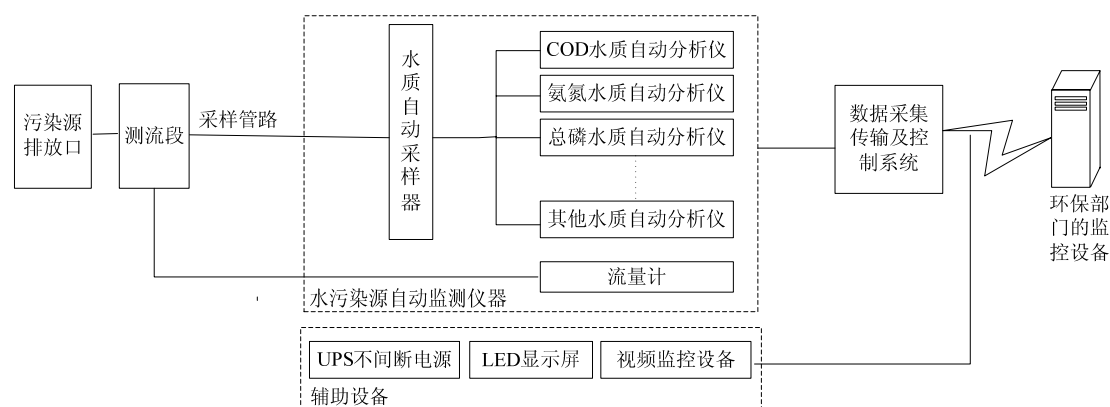 污染源
排放口
测流段
采样管路
水
质
自
动
采
样
器
COD水质自动分析仪
氨氮水质自动分析仪
总磷水质自动分析仪
其他水质自动分析仪
流量计
水污染源自动监测仪器
数据采集
传输及控
制系统
环保部
门的监
控设备
UPS不间断电源
LED显示屏
视频监控设备
辅助设备